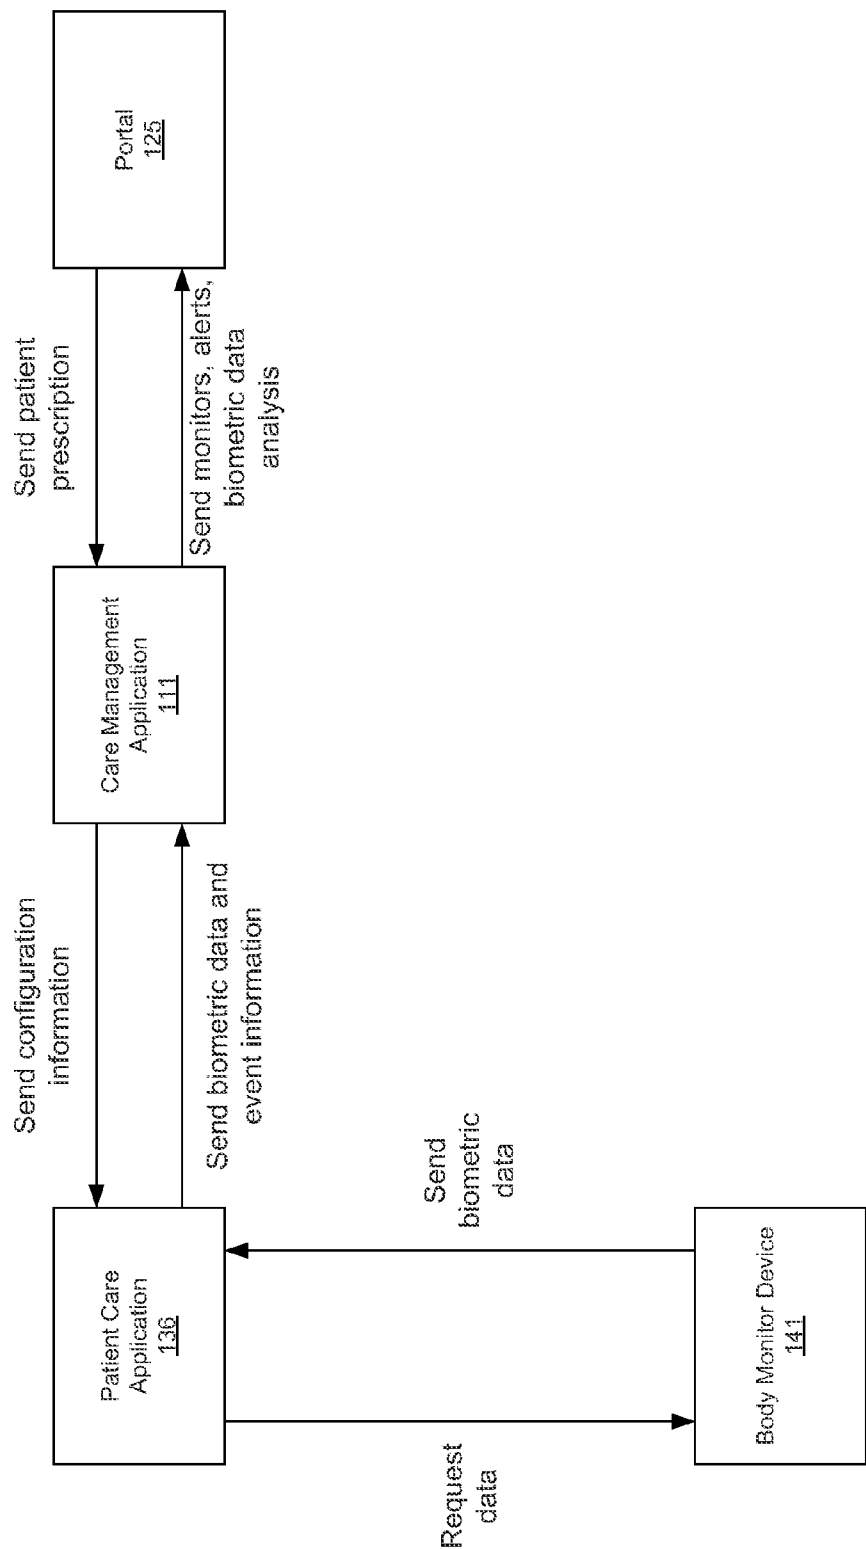 Patient Care
Application
136
Send configuration
information
Send biometric data and
event information
Care Management
Application
111
Send patient
prescription
Send monitors, alerts,
biometric data
analysis
Portal
125
Request
data
Send
biometric
data
Body Monitor Device
141